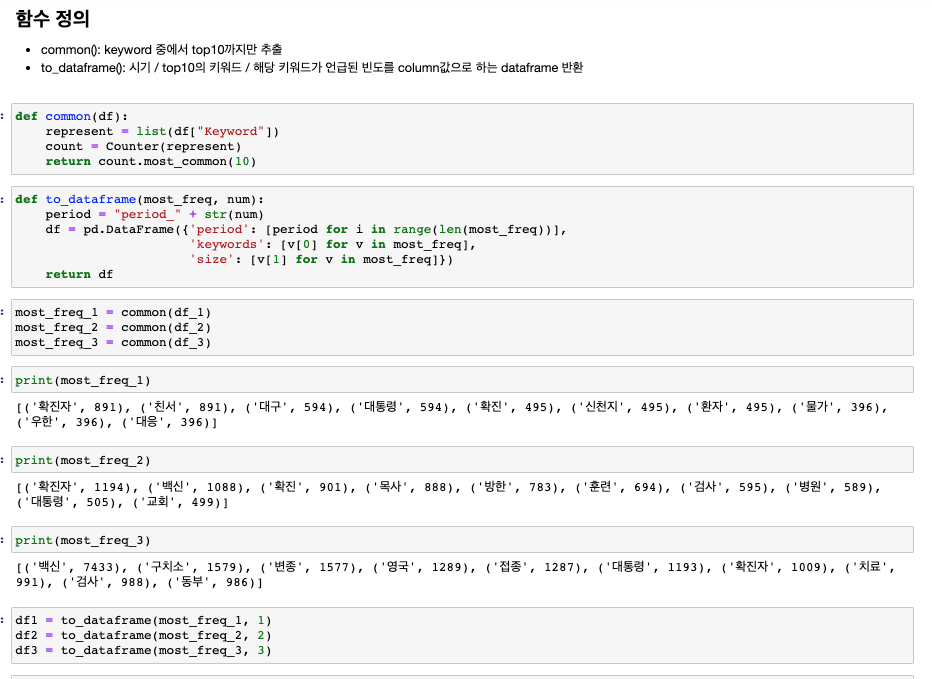 함수 정의
• common(): keyword 중에서 top10까지만 추출
• to_dataframe(): 시기 / top10의 키워드 / 해당 키워드가 언급된 빈도를 column값으로 하는 dataframe 반환
:
def common(df):
    represent = list(df["Keyword"])
    count = Counter(represent)
    return count.most_common(10)
:
def to_dataframe(most_freq, num):
    period = "period_" + str(num)
    df = pd.DataFrame({'period': [period for i in range(len(most_freq))],
                       'keywords': [v[0] for v in most_freq],
                       'size': [v[1] for v in most_freq]})
    return df
:
most_freq_1 = common(df_1)
most_freq_2 = common(df_2)
most_freq_3 = common(df_3)
:
print(most_freq_1)
[('확진자', 891), ('친서', 891), ('대구', 594), ('대통령', 594), ('확진', 495), ('신천지', 495), ('환자', 495), ('물가', 396),
('우한', 396), ('대응', 396)]
:
print(most_freq_2)
[('확진자', 1194), ('백신', 1088), ('확진', 901), ('목사', 888), ('방한', 783), ('훈련', 694), ('검사', 595), ('병원', 589),
('대통령', 505), ('교회', 499)]
:
print(most_freq_3)
[('백신', 7433), ('구치소', 1579), ('변종', 1577), ('영국', 1289), ('접종', 1287), ('대통령', 1193), ('확진자', 1009), ('치료',
991), ('검사', 988), ('동부', 986)]
:
df1 = to_dataframe(most_freq_1, 1)
df2 = to_dataframe(most_freq_2, 2)
df3 = to_dataframe(most_freq_3, 3)